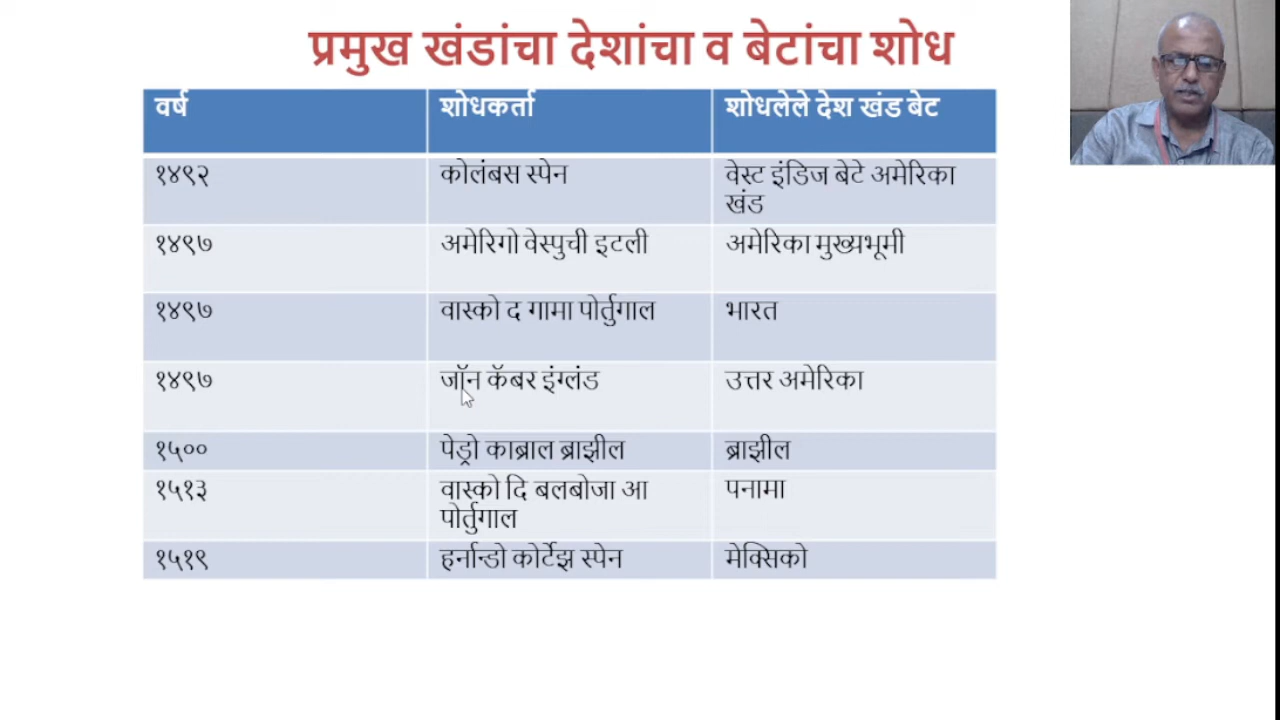 प्रमुख खंडांचा देशांचा व बेटांचा शोध
वर्ष शोधकर्ता शोधलेले देश खंड बेट
१४९२ कोलंबस स्पेन वेस्ट इंडिज बेटे अमेरिका
खंड
१४९७ अमेरिगो वेस्पुची इटली अमेरिका मुख्यभूमी
१४९७ वास्को द गामा पोर्तुगाल भारत
१४९७ जॉन कॅबर इंग्लंड उत्तर अमेरिका
१५०० पेड्रो काब्राल ब्राझील ब्राझील
१५१३ वास्को दि बलबोजा आ पनामा
पोर्तुगाल
१५१९ हर्नान्डो कोर्टेझ स्पेन मेक्सिको